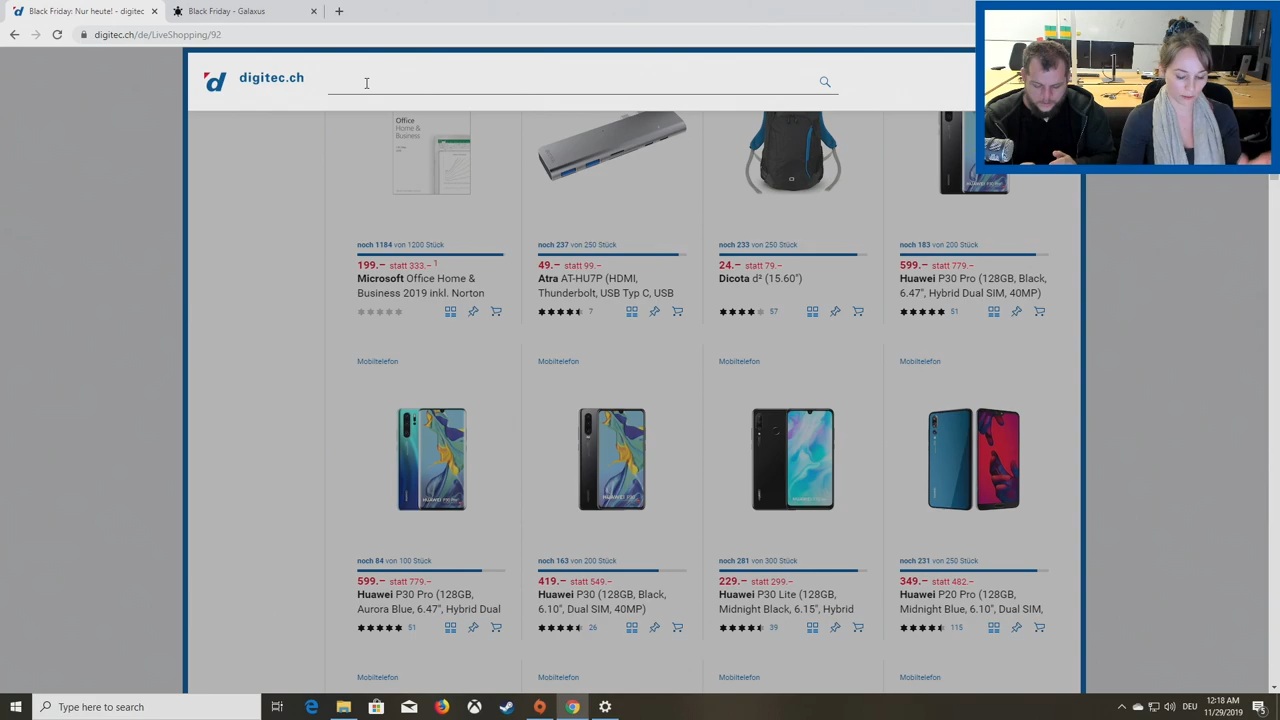 Black Friday: Nur heute! - digitec
Black Friday - Galaxus
digitec.ch/de/LiveShopping/92
digitec.ch
Office
Home &
Business
noch 1184 von 1200 Stück
199.– statt 333.– 1
Microsoft Office Home &
Business 2019 inkl. Norton
noch 237 von 250 Stück
49.– statt 99.–
Atra AT-HU7P (HDMI,
Thunderbolt, USB Typ C, USB
7
noch 233 von 250 Stück
24.– statt 79.–
Dicota d² (15.60")
57
noch 183 von 200 Stück
599.– statt 779.–
Huawei P30 Pro (128GB, Black,
6.47", Hybrid Dual SIM, 40MP)
51
Mobiltelefon
Mobiltelefon
Mobiltelefon
Mobiltelefon
noch 84 von 100 Stück
599.– statt 779.–
Huawei P30 Pro (128GB,
Aurora Blue, 6.47", Hybrid Dual
51
noch 163 von 200 Stück
419.– statt 549.–
Huawei P30 (128GB, Black,
6.10", Dual SIM, 40MP)
26
noch 281 von 300 Stück
229.– statt 299.–
Huawei P30 Lite (128GB,
Midnight Black, 6.15", Hybrid
39
noch 231 von 250 Stück
349.– statt 482.–
Huawei P20 Pro (128GB,
Midnight Blue, 6.10", Dual SIM,
115
Mobiltelefon
Mobiltelefon
Mobiltelefon
Mobiltelefon
Type here to search
DEU
12:18 AM
11/29/2019
5